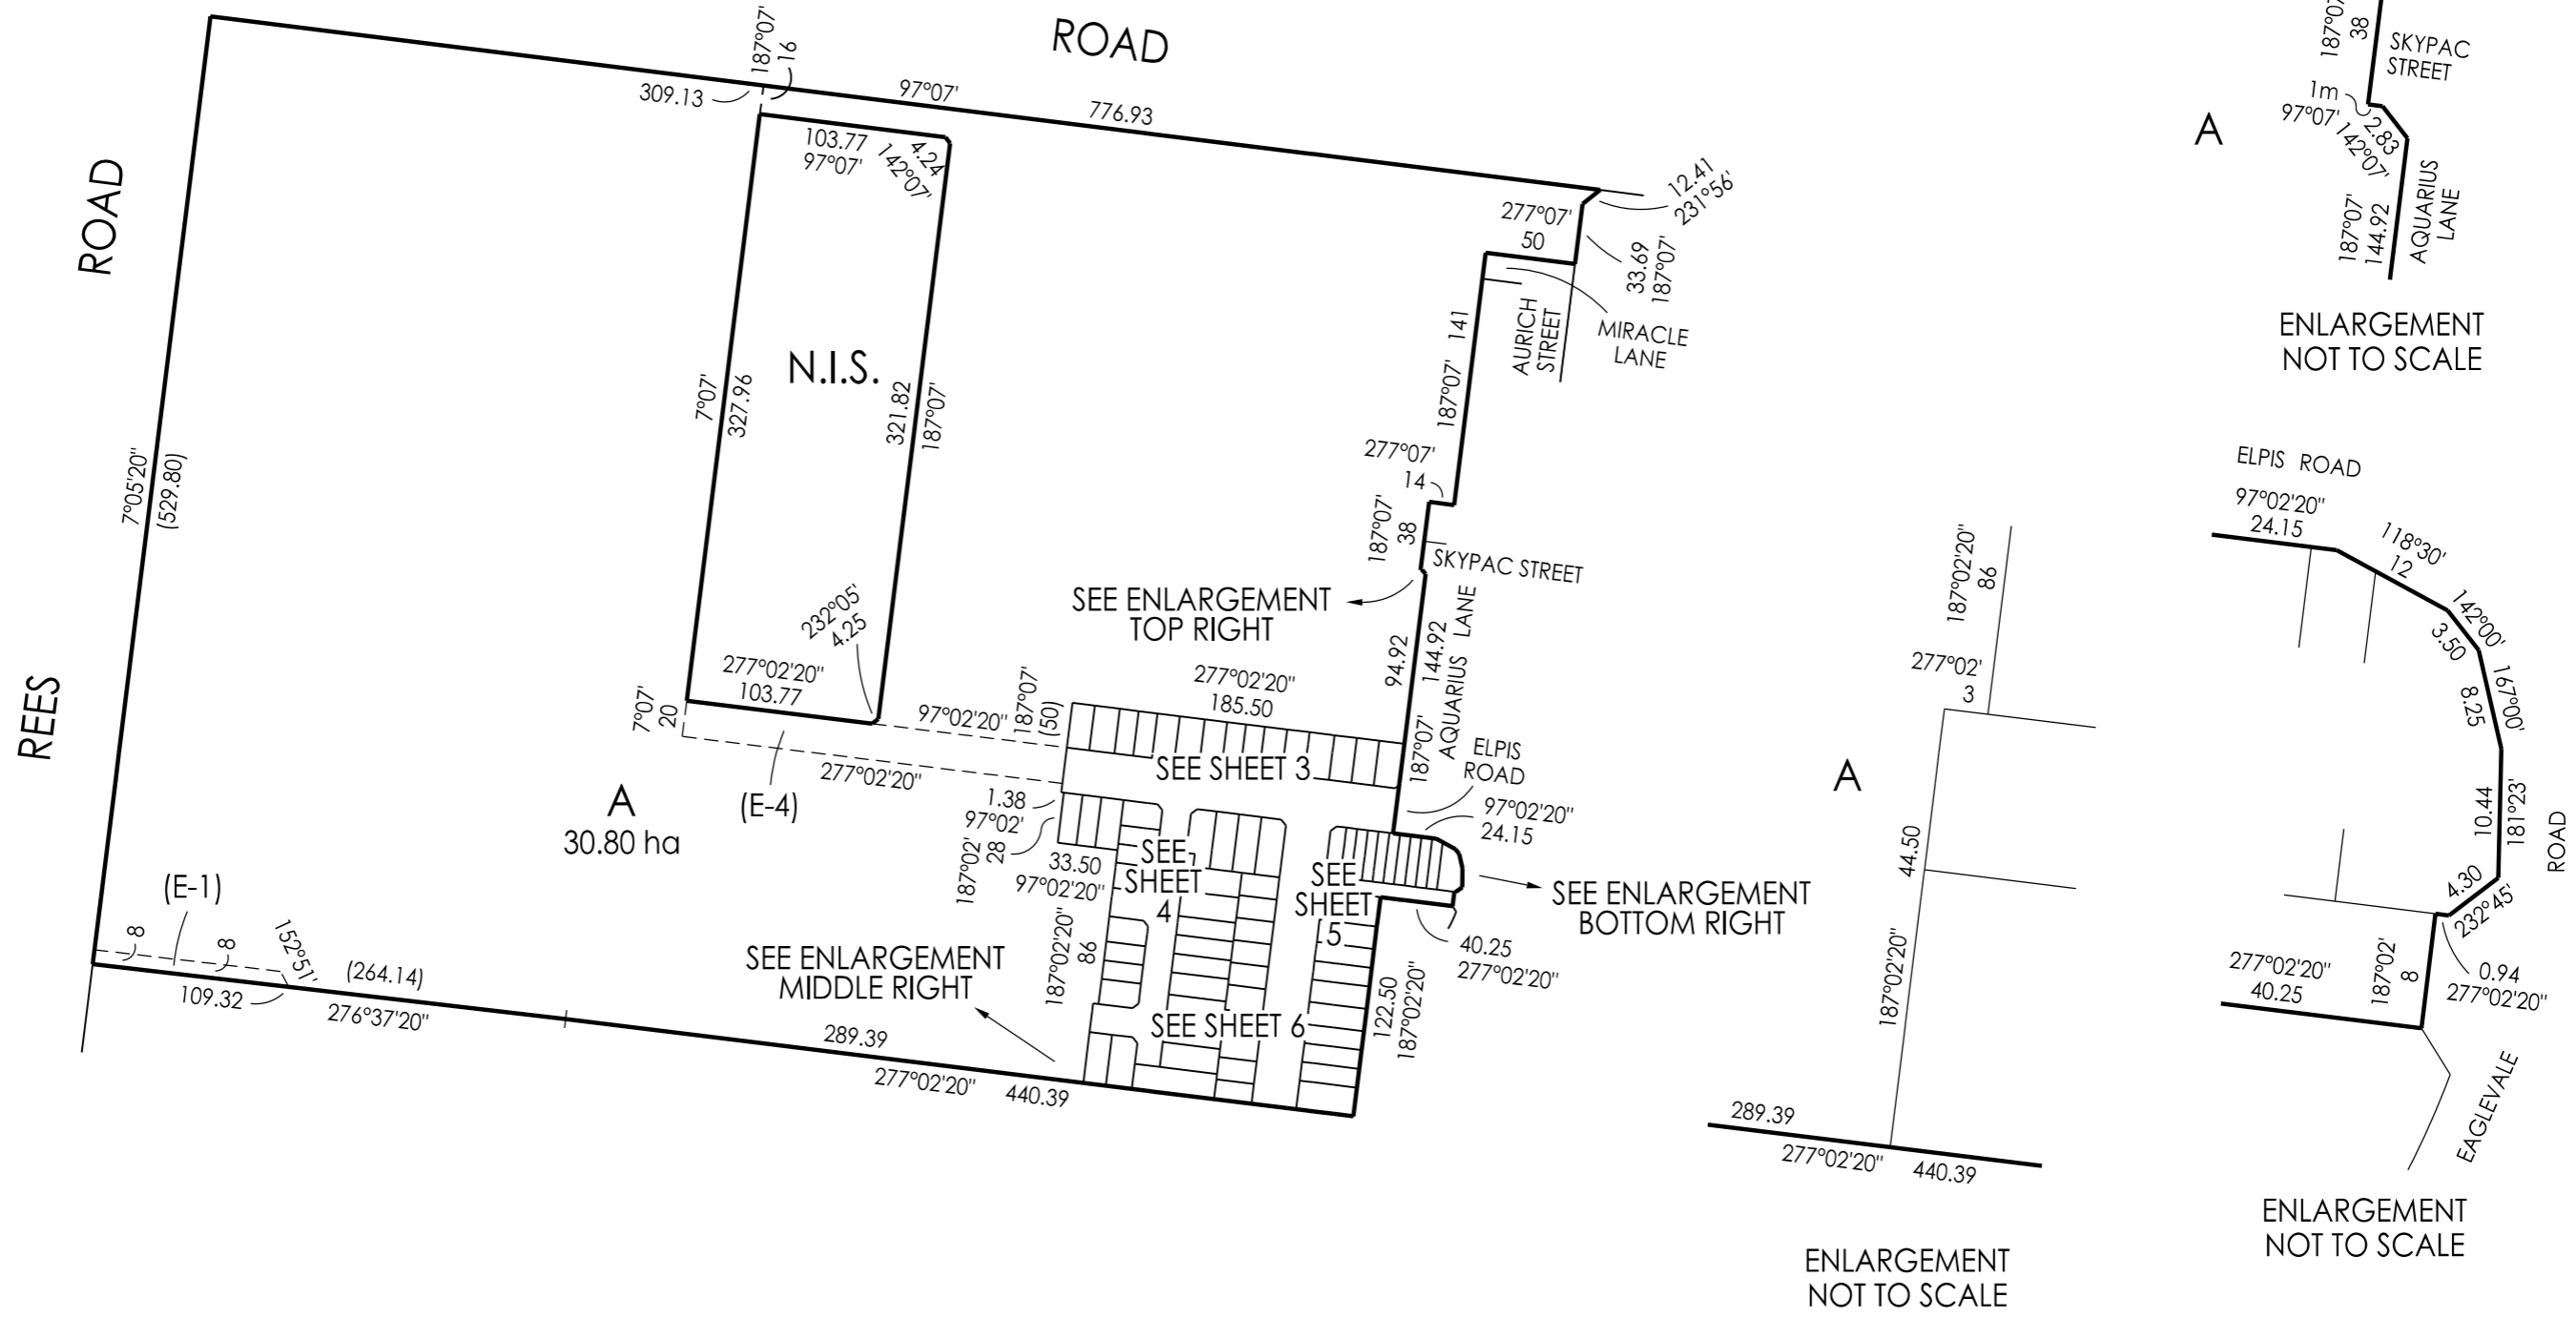 ROAD
187°07'
16
309.13
97°07'
776.93
103.77
97°07'
4.24
142°07'
12.41
231°56'
277°07'
50
33.69
187°07'
ROAD
N.I.S.
7°07'
327.96
321.82
187°07'
141
187°07'
AURICH
STREET
MIRACLE
LANE
7°05'20"
(529.80)
277°07'
14
187°07'
38
SKYPAC STREET
SEE ENLARGEMENT
TOP RIGHT
232°05'
4.25
277°02'20"
103.77
7°07'
20
97°02'20"
187°07'
(50)
277°02'20"
185.50
94.92
144.92
187°07'
AQUARIUS LANE
REES
277°02'20"
(E-4)
SEE SHEET 3
ELPIS
ROAD
97°02'20"
24.15
A
30.80 ha
1.38
97°02'
187°02'
28
33.50
97°02'20"
SEE
SHEET
4
SEE
SHEET
5
SEE ENLARGEMENT
BOTTOM RIGHT
40.25
277°02'20"
(E-1)
8
8
152°51'
(264.14)
109.32
276°37'20"
SEE ENLARGEMENT
MIDDLE RIGHT
187°02'20"
86
SEE SHEET 6
122.50
187°02'20"
289.39
277°02'20"
440.39
187°07'
38
SKYPAC
STREET
1m
97°07'
2.83
142°07'
A
187°07'
144.92
AQUARIUS
LANE
ENLARGEMENT
NOT TO SCALE
187°02'20"
86
277°02'
3
A
44.50
187°02'20"
289.39
277°02'20"
440.39
ENLARGEMENT
NOT TO SCALE
ELPIS ROAD
97°02'20"
24.15
118°30'
12
142°00'
3.50
167°00'
8.25
10.44
181°23'
ROAD
4.30
232°45'
277°02'20"
40.25
187°02'
8
0.94
277°02'20"
EAGLEVALE
ENLARGEMENT
NOT TO SCALE